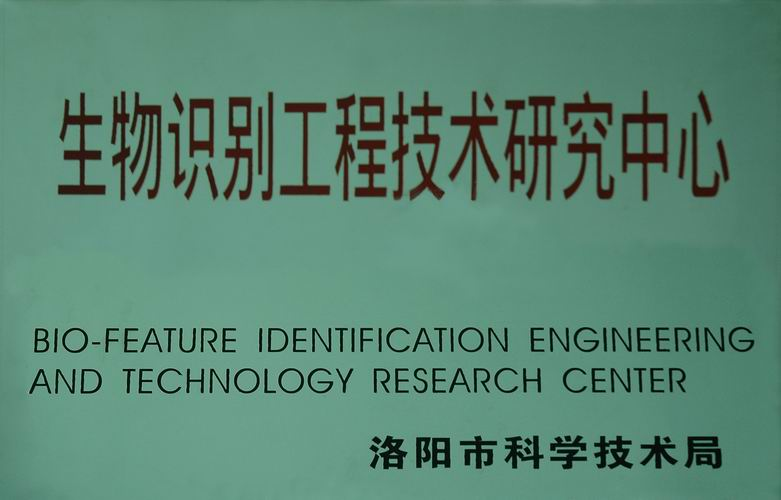 生物识别工程技术研究中心
BIO-FEATURE IDENTIFICATION ENGINEERING
AND TECHNOLOGY RESEARCH CENTER
洛阳市科学技术局